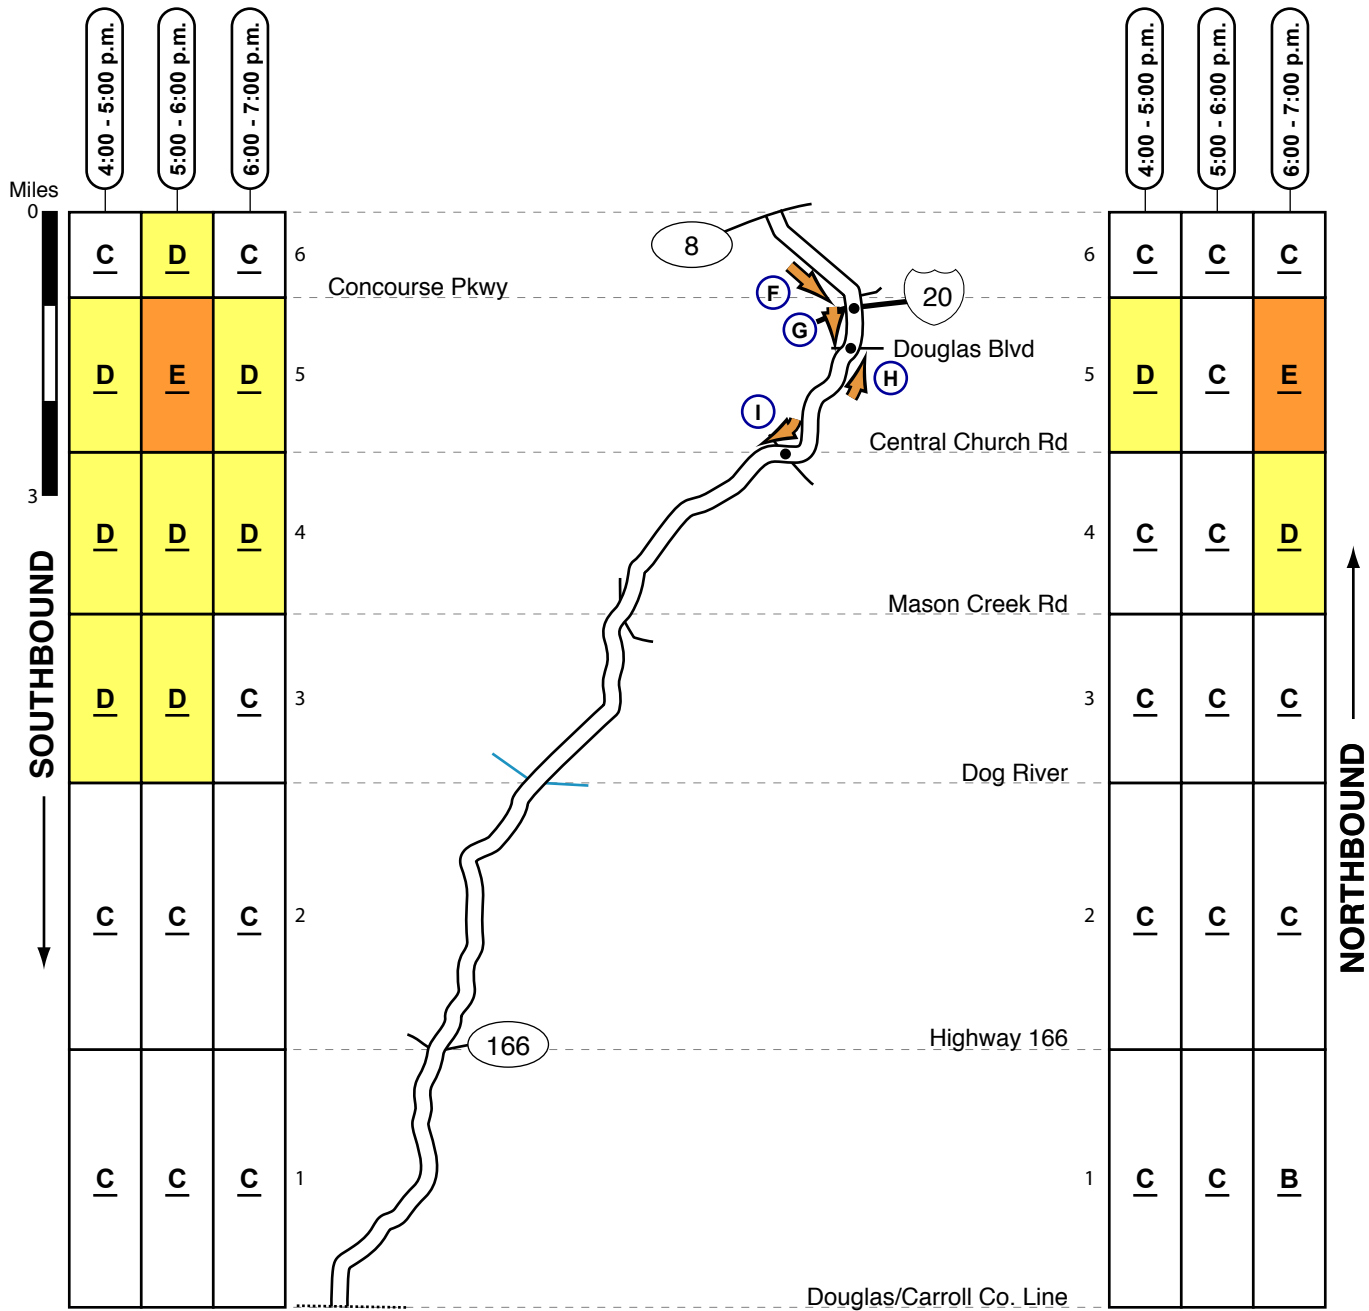 4:00 - 5:00 p.m.
5:00 - 6:00 p.m.
6:00 - 7:00 p.m.
4:00 - 5:00 p.m.
5:00 - 6:00 p.m.
6:00 - 7:00 p.m.
Miles
0
3
SOUTHBOUND
NORTHBOUND
C D C 6
8
6 C C C
Concourse Pkwy
F
20
G
Douglas Blvd
D E D 5
H
5 D C E
I
Central Church Rd
D D D 4
4 C C D
Mason Creek Rd
D D C 3
3 C C C
Dog River
C C C 2
2 C C C
Highway 166
166
C C C 1
1 C C B
Douglas/Carroll Co. Line